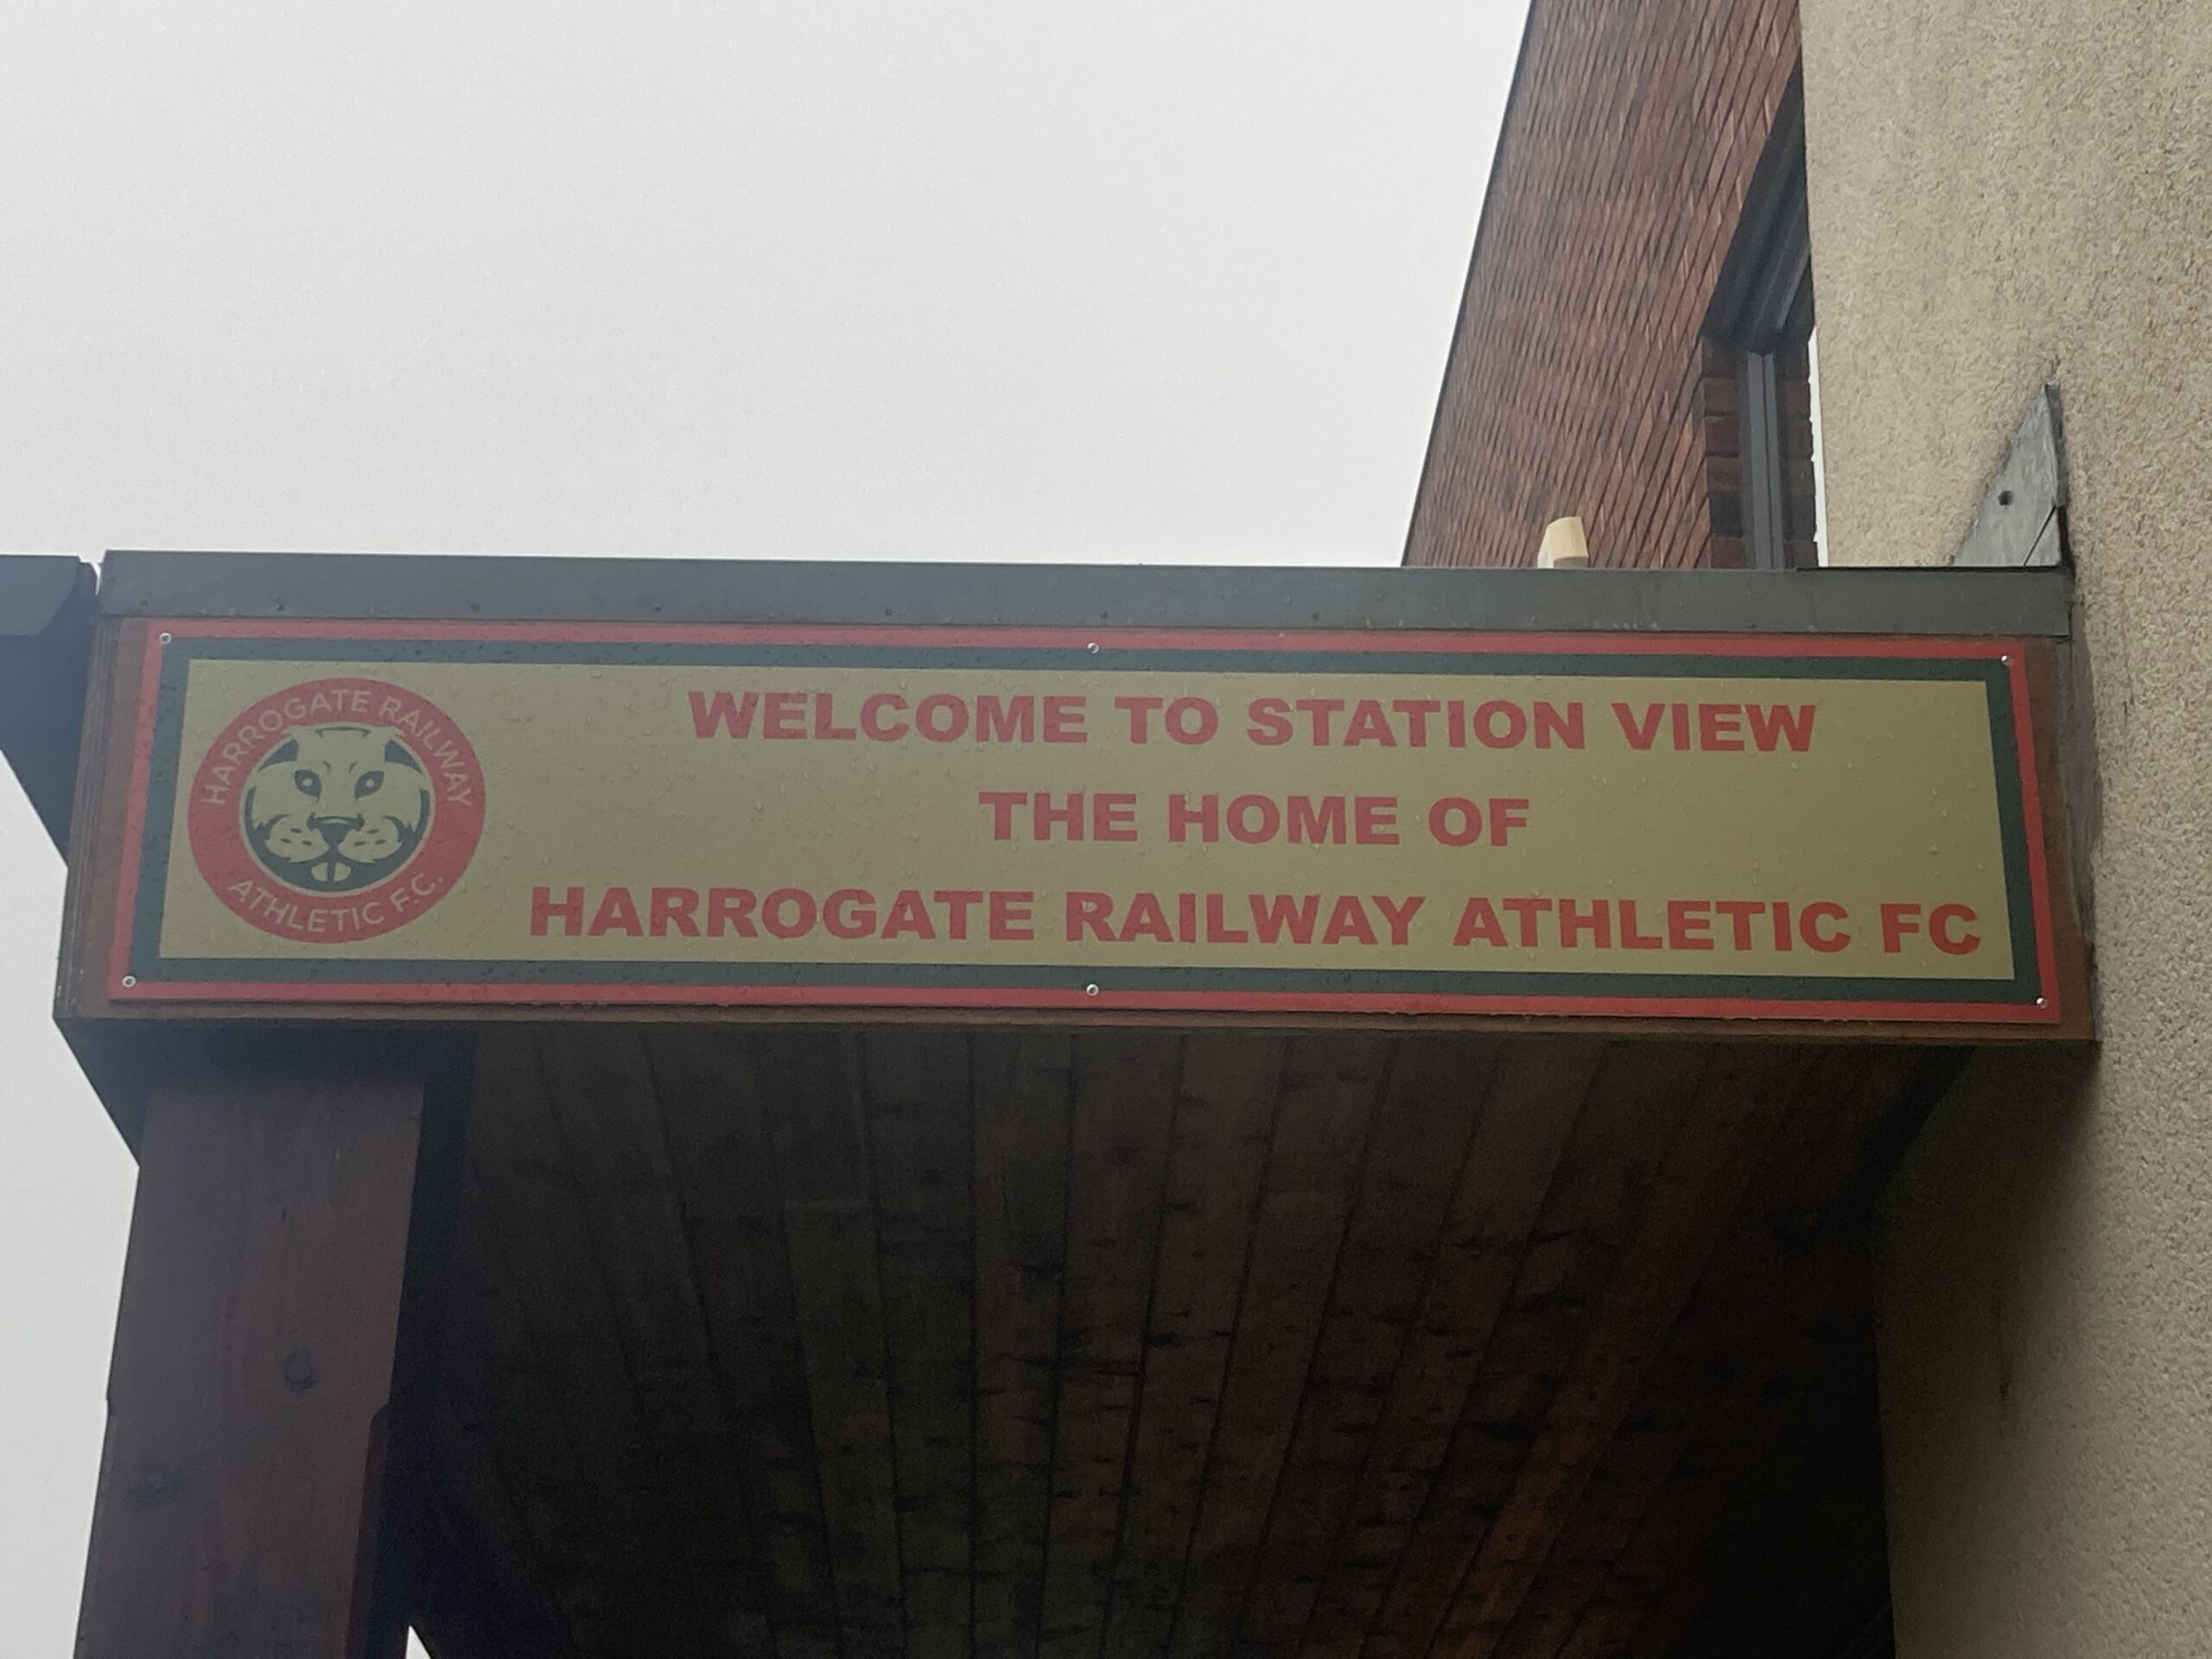 HARROGATE RAILWAY
ATHLETIC F.C.
WELCOME TO STATION VIEW
THE HOME OF
HARROGATE RAILWAY ATHLETIC FC